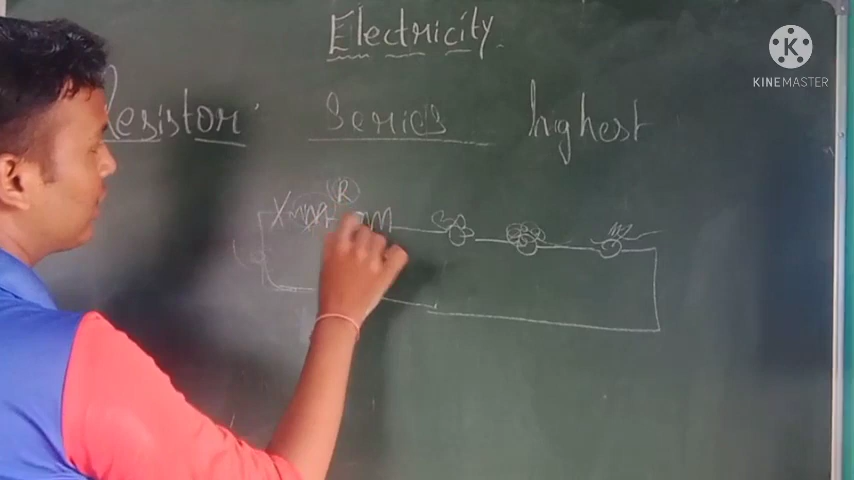 Electricity.
Resistor Series highest
R
K
KINEMASTER